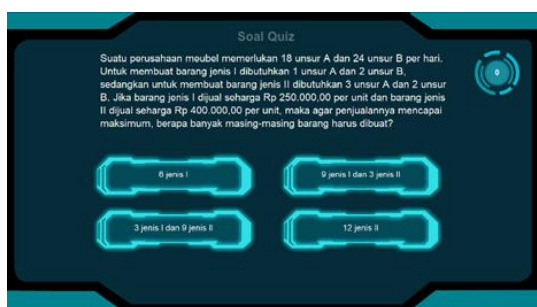 Soal Quiz
Suatu perusahaan meubel memerlukan 18 unsur A dan 24 unsur B per hari.
Untuk membuat barang jenis I dibutuhkan 1 unsur A dan 2 unsur B,
sedangkan untuk membuat barang jenis II dibutuhkan 3 unsur A dan 2 unsur
B. Jika barang jenis I dijual seharga Rp 250.000,00 per unit dan barang jenis
II dijual seharga Rp 400.000,00 per unit, maka agar penjualannya mencapai
maksimum, berapa banyak masing-masing barang harus dibuat?
0
6 jenis I
9 jenis I dan 3 jenis II
3 jenis I dan 9 jenis II
12 jenis II